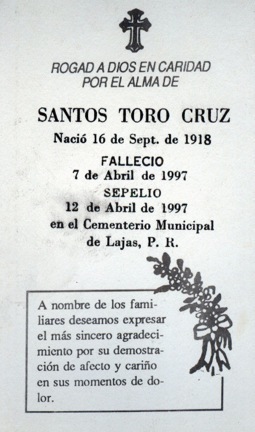 ROGAD A DIOS EN CARIDAD
POR EL ALMA DE
SANTOS TORO CRUZ
Nació 16 de Sept. de 1918
FALLECIO
7 de Abril de 1997
SEPELIO
12 de Abril de 1997
en el Cementerio Municipal
de Lajas, P. R.
A nombre de los fami-
liares deseamos expresar
el más sincero agradeci-
miento por su demostra-
ción de afecto y cariño
en sus momentos de do-
lor.